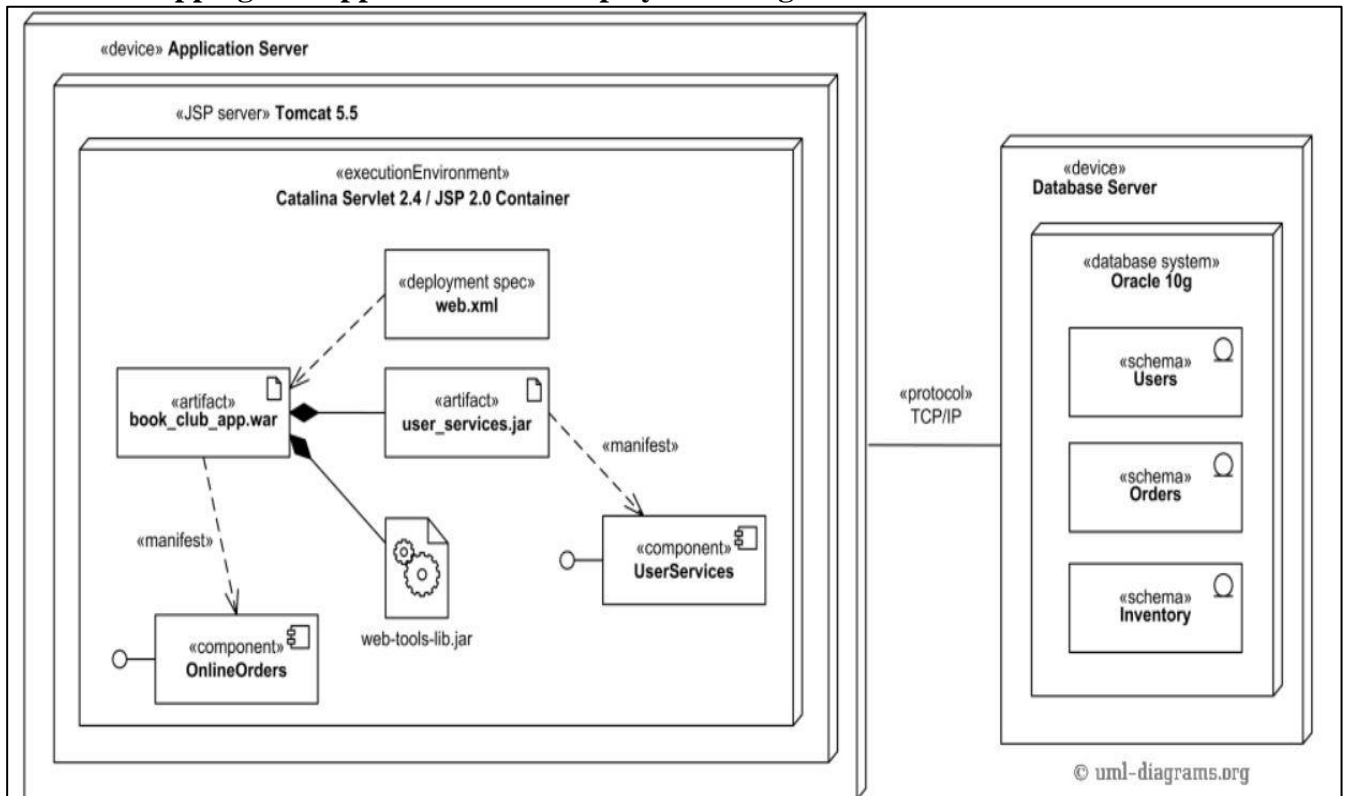 «device» Application Server
«JSP server» Tomcat 5.5
«executionEnvironment»
Catalina Servlet 2.4 / JSP 2.0 Container
«deployment spec»
web.xml
«artifact»
book_club_app.war
«artifact»
user_services.jar
«manifest»
«manifest»
«component»
UserServices
web-tools-lib.jar
«component»
OnlineOrders
«protocol»
TCP/IP
«device»
Database Server
«database system»
Oracle 10g
«schema»
Users
«schema»
Orders
«schema»
Inventory
© uml-diagrams.org